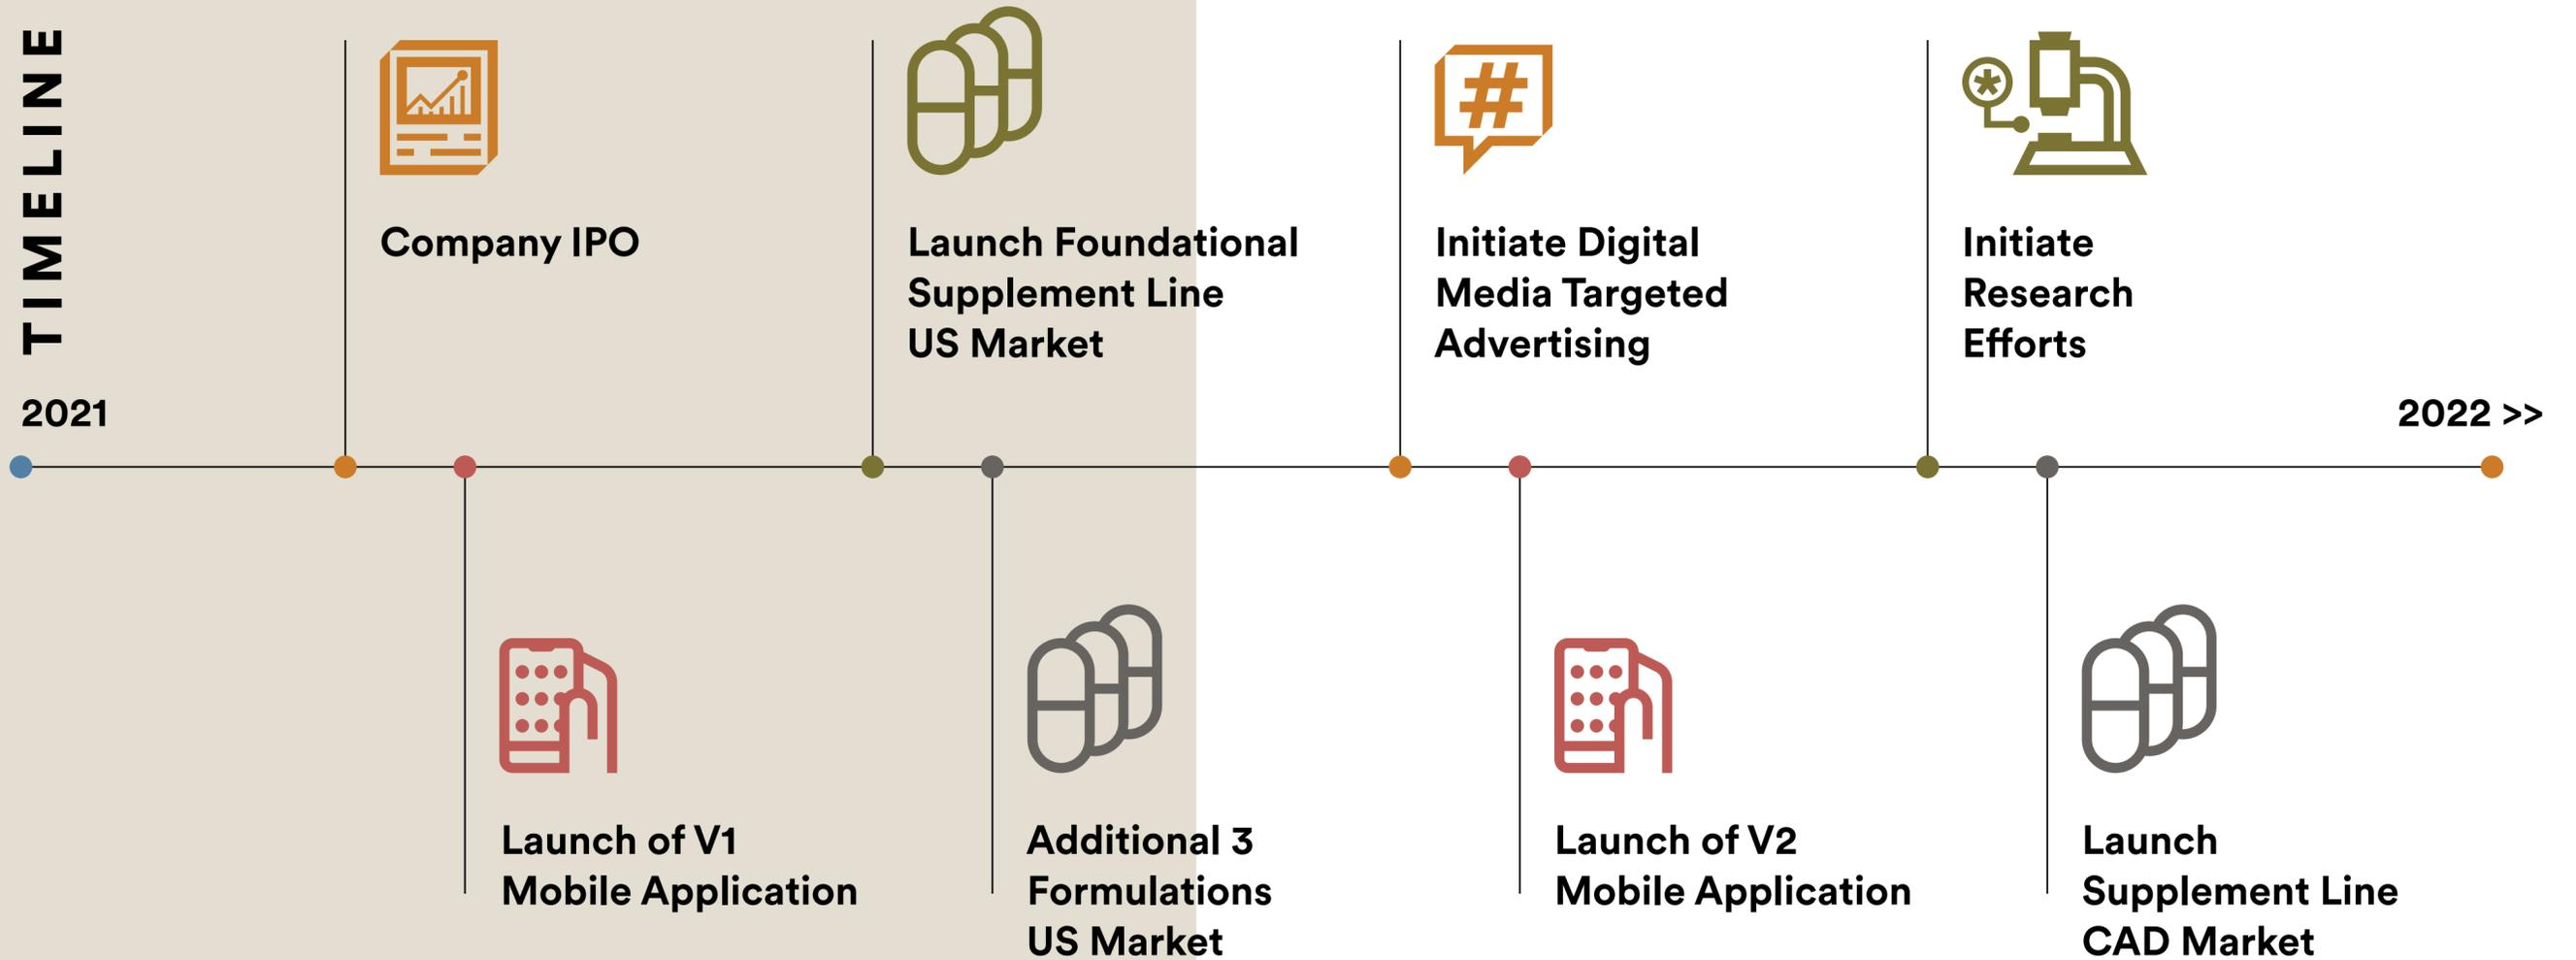 TIMELINE
2021
Company IPO
Launch of V1
Mobile Application
Launch Foundational
Supplement Line
US Market
Additional 3
Formulations
US Market
#
Initiate Digital
Media Targeted
Advertising
Launch of V2
Mobile Application
Initiate
Research
Efforts
Launch
Supplement Line
CAD Market
2022 >>